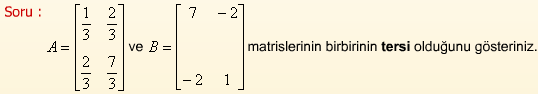 Soru :
A = [ 1/3 2/3 ; 2/3 7/3 ] ve B = [ 7 -2 ; -2 1 ] matrislerinin birbirinin tersi olduğunu gösteriniz.